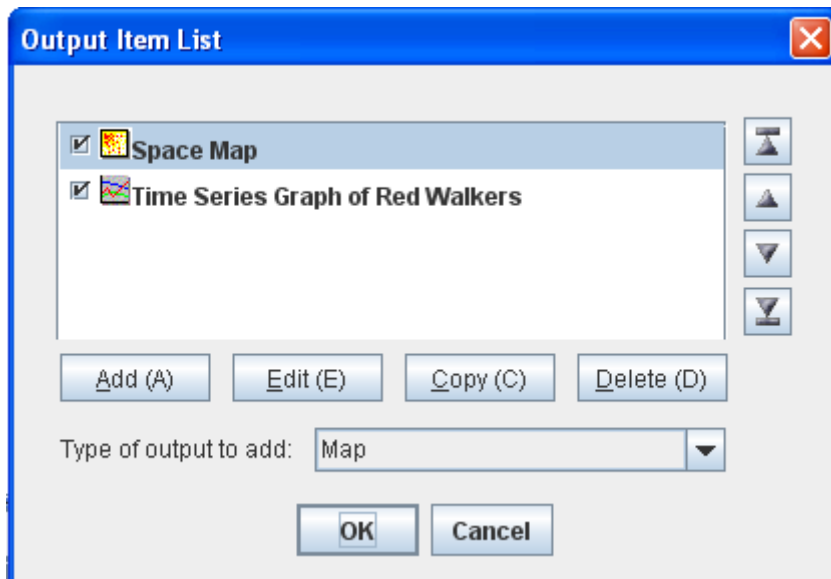 Output Item List
Space Map
Time Series Graph of Red Walkers
Add (A) Edit (E) Copy (C) Delete (D)
Type of output to add: Map
OK Cancel